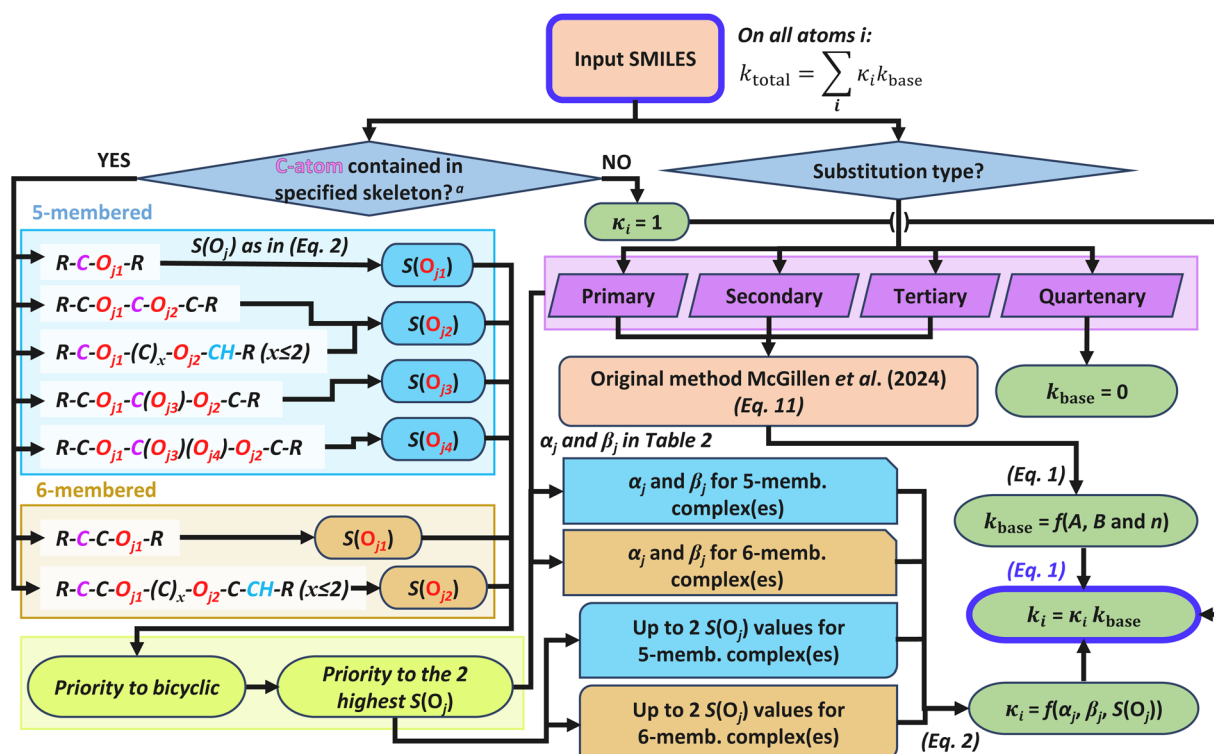 Input SMILES
On all atoms i:
k_total = ∑_i κ_i k_base
YES
C-atom contained in
specified skeleton? ᵃ
NO
Substitution type?
κ_i = 1
5-membered
S(O_j) as in (Eq. 2)
R-C-O_j1-R
S(O_j1)
R-C-O_j1-C-O_j2-C-R
S(O_j2)
R-C-O_j1-(C)_x-O_j2-CH-R (x≤2)
R-C-O_j1-C(O_j3)-O_j2-C-R
S(O_j3)
R-C-O_j1-C(O_j3)(O_j4)-O_j2-C-R
S(O_j4)
6-membered
R-C-C-O_j1-R
S(O_j1)
R-C-C-O_j1-(C)_x-O_j2-C-CH-R (x≤2)
S(O_j2)
Priority to bicyclic
Priority to the 2
highest S(O_j)
Primary
Secondary
Tertiary
Quartenary
Original method McGillen et al. (2024)
(Eq. 11)
k_base = 0
α_j and β_j in Table 2
α_j and β_j for 5-memb.
complex(es)
α_j and β_j for 6-memb.
complex(es)
Up to 2 S(O_j) values for
5-memb. complex(es)
Up to 2 S(O_j) values for
6-memb. complex(es)
(Eq. 1)
k_base = f(A, B and n)
(Eq. 1)
k_i = κ_i k_base
κ_i = f(α_j, β_j, S(O_j))
(Eq. 2)